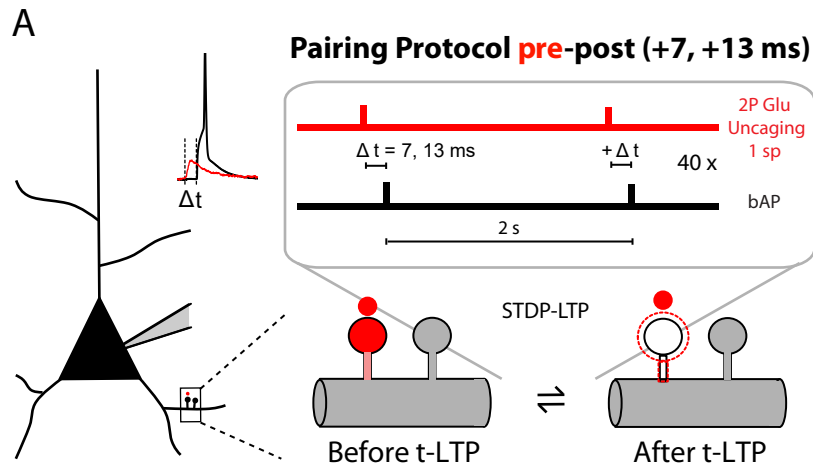 A
Pairing Protocol pre-post (+7, +13 ms)
2P Glu
Uncaging
1 sp
Δ t = 7, 13 ms
+ Δt
40 x
bAP
2 s
Δt
STDP-LTP
Before t-LTP
After t-LTP